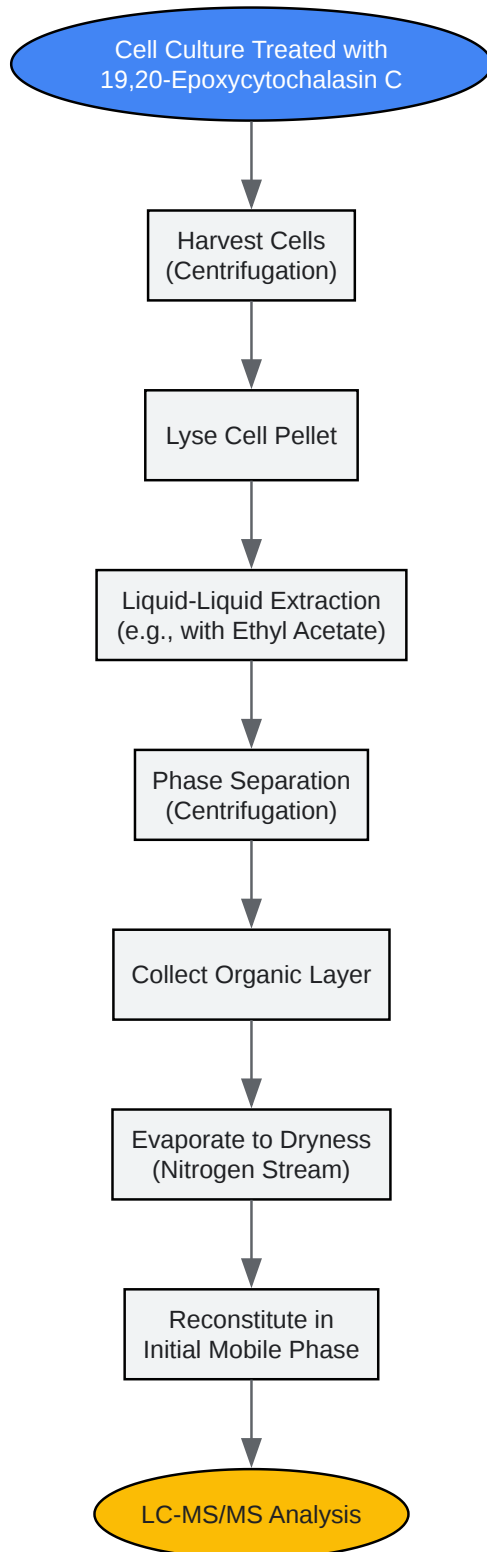 Cell Culture Treated with
19,20-Epoxycytochalasin C
Harvest Cells
(Centrifugation)
Lyse Cell Pellet
Liquid-Liquid Extraction
(e.g., with Ethyl Acetate)
Phase Separation
(Centrifugation)
Collect Organic Layer
Evaporate to Dryness
(Nitrogen Stream)
Reconstitute in
Initial Mobile Phase
LC-MS/MS Analysis